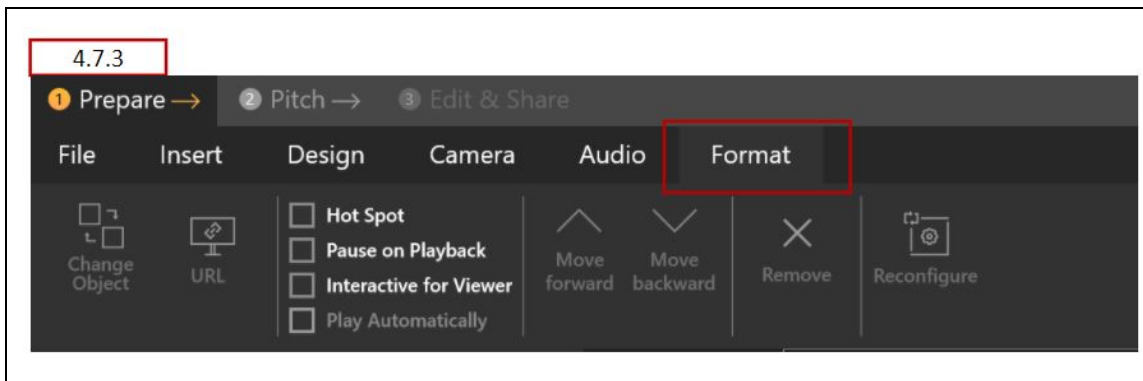 4.7.3
1 Prepare → 2 Pitch → 3 Edit & Share
File Insert Design Camera Audio Format
Change Object
URL
Hot Spot
Pause on Playback
Interactive for Viewer
Play Automatically
Move forward
Move backward
Remove
Reconfigure